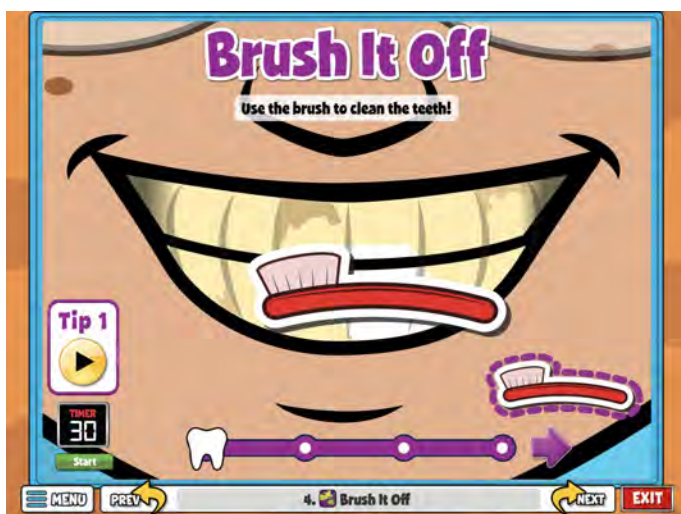 Brush It Off
Use the brush to clean the teeth!
Tip 1
TIMER
30
Start
MENU
PREV
4. Brush It Off
NEXT
EXIT